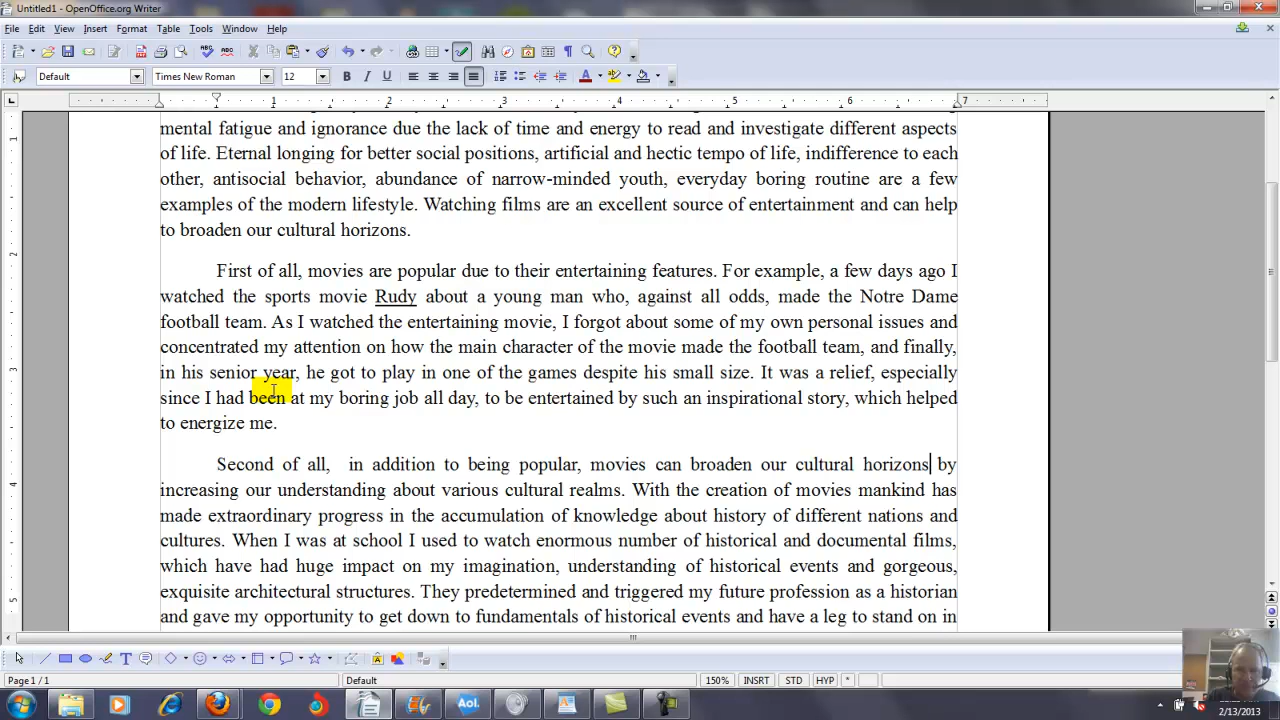 Untitled1 - OpenOffice.org Writer
File Edit View Insert Format Table Tools Window Help
Default Times New Roman 12
1 2 3 4 5 6 7
mental fatigue and ignorance due the lack of time and energy to read and investigate different aspects
of life. Eternal longing for better social positions, artificial and hectic tempo of life, indifference to each
other, antisocial behavior, abundance of narrow-minded youth, everyday boring routine are a few
examples of the modern lifestyle. Watching films are an excellent source of entertainment and can help
to broaden our cultural horizons.
First of all, movies are popular due to their entertaining features. For example, a few days ago I
watched the sports movie Rudy about a young man who, against all odds, made the Notre Dame
football team. As I watched the entertaining movie, I forgot about some of my own personal issues and
concentrated my attention on how the main character of the movie made the football team, and finally,
in his senior year, he got to play in one of the games despite his small size. It was a relief, especially
since I had been at my boring job all day, to be entertained by such an inspirational story, which helped
to energize me.
Second of all, in addition to being popular, movies can broaden our cultural horizons by
increasing our understanding about various cultural realms. With the creation of movies mankind has
made extraordinary progress in the accumulation of knowledge about history of different nations and
cultures. When I was at school I used to watch enormous number of historical and documental films,
which have had huge impact on my imagination, understanding of historical events and gorgeous,
exquisite architectural structures. They predetermined and triggered my future profession as a historian
and gave my opportunity to get down to fundamentals of historical events and have a leg to stand on in
Page 1 / 1 Default 150% INSRT STD HYP *
Aol.
2/13/2013